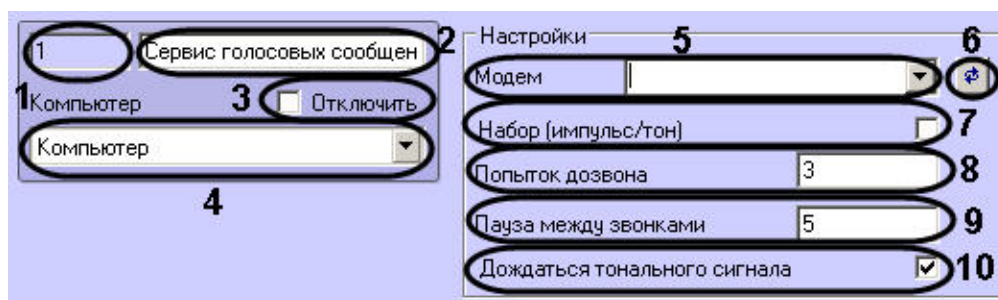 1 Сервис голосовых сообщен 2
1 Компьютер 3 Отключить
Компьютер
4
Настройки 5 6
Модем
Набор (импульс/тон) 7
Попыток дозвона 3 8
Пауза между звонками 5 9
Дождаться тонального сигнала 10